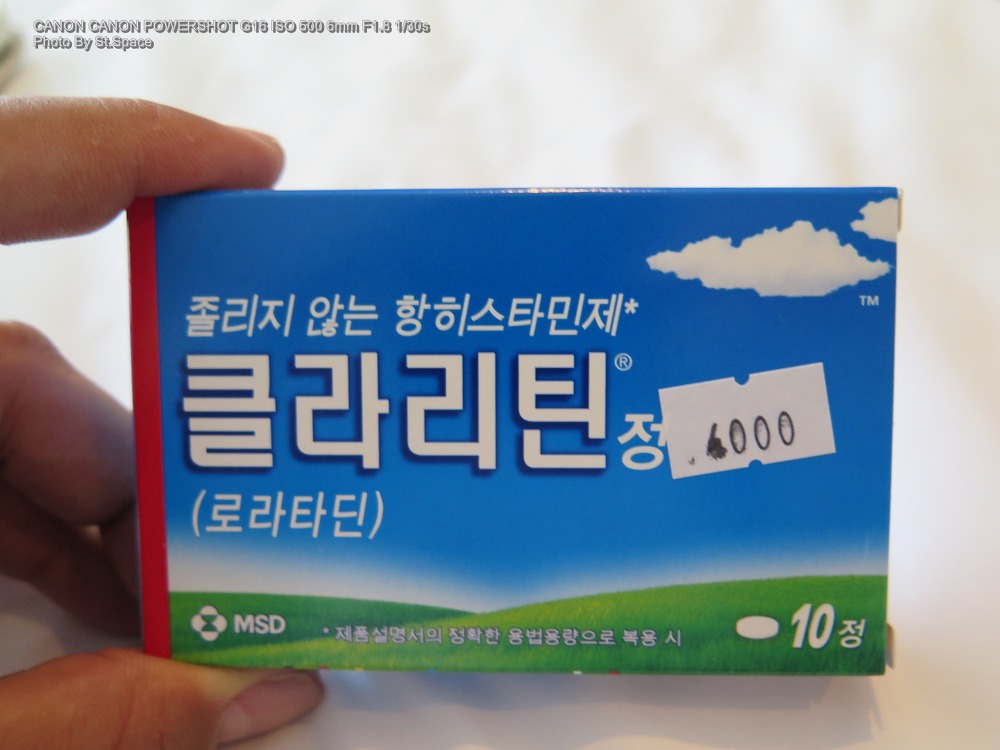 CANON CANON POWERSHOT G16 ISO 500 6mm F1.8 1/30s
Photo By St.Space
TM
졸리지 않는 항히스타민제*
클라리틴® 정
.4000
(로라타딘)
MSD
* 제품설명서의 정확한 용법용량으로 복용 시
10정